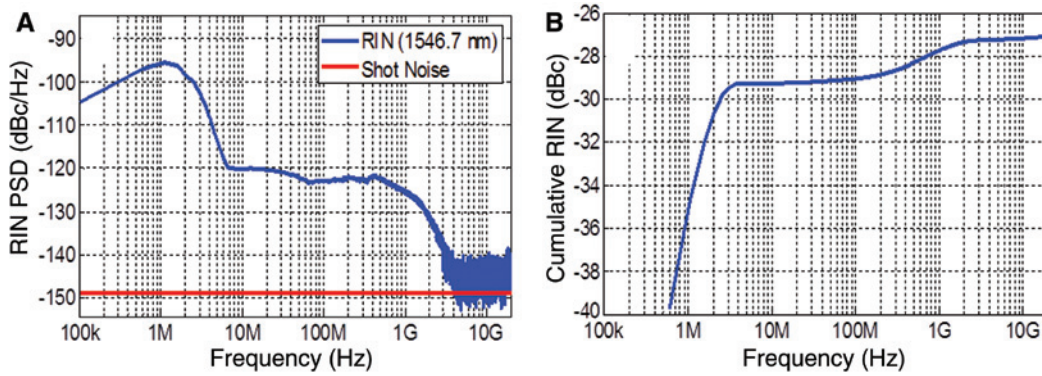 A
RIN PSD (dBc/Hz)
-90
-100
-110
-120
-130
-140
-150
RIN (1546.7 nm)
Shot Noise
100k 1M 10M 100M 1G 10G
Frequency (Hz)
B
Cumulative RIN (dBc)
-26
-28
-30
-32
-34
-36
-38
-40
100k 1M 10M 100M 1G 10G
Frequency (Hz)